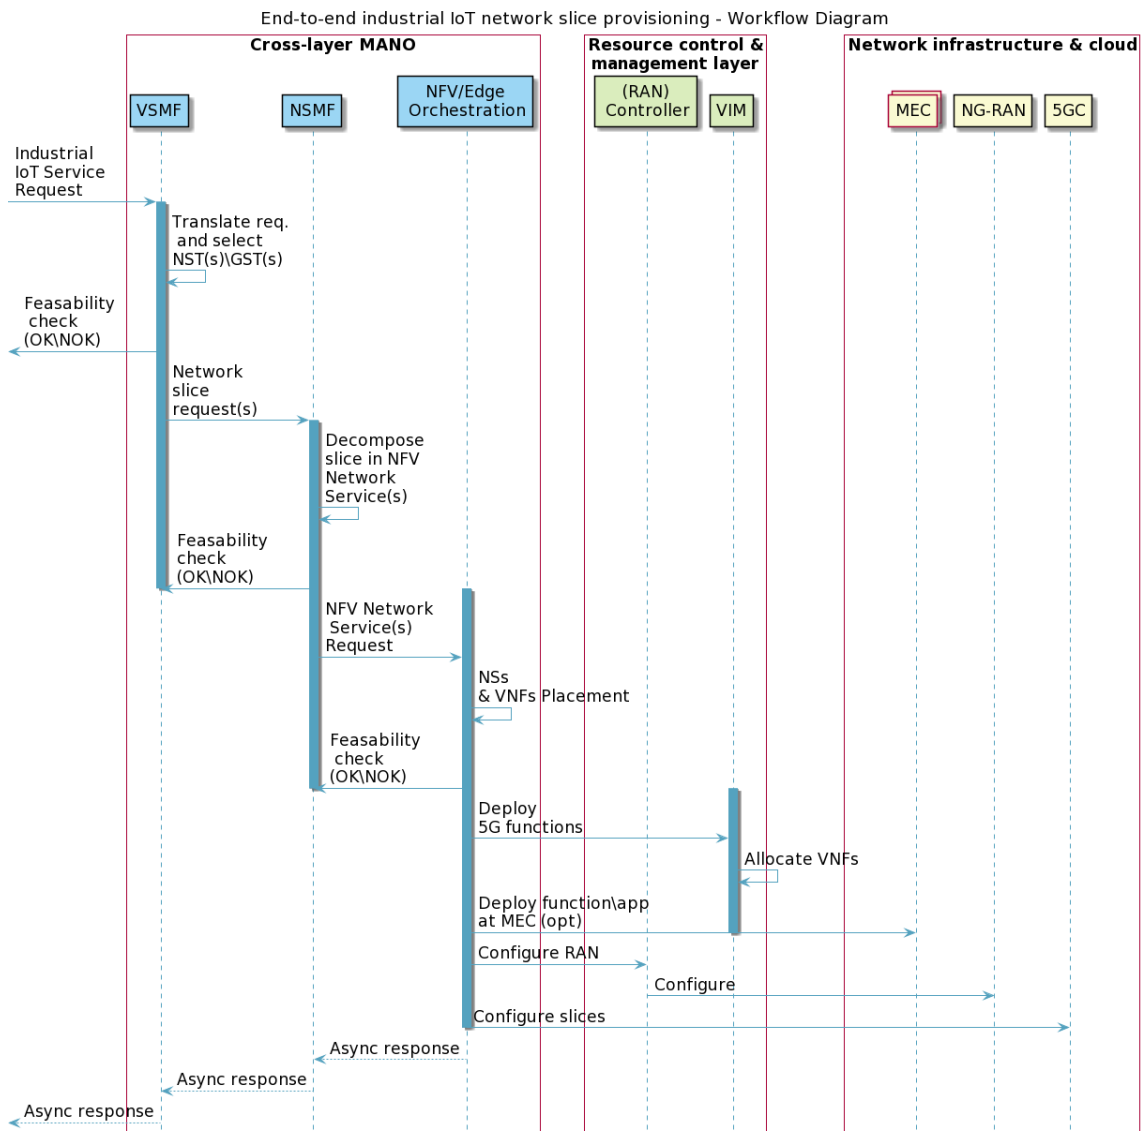 End-to-end industrial IoT network slice provisioning - Workflow Diagram
Cross-layer MANO
Resource control &
management layer
Network infrastructure & cloud
VSMF
NSMF
NFV/Edge
Orchestration
(RAN)
Controller
VIM
MEC
NG-RAN
5GC
Industrial
IoT Service
Request
Translate req.
and select
NST(s)\GST(s)
Feasability
check
(OK\NOK)
Network
slice
request(s)
Decompose
slice in NFV
Network
Service(s)
Feasability
check
(OK\NOK)
NFV Network
Service(s)
Request
NSs
& VNFs Placement
Feasability
check
(OK\NOK)
Deploy
5G functions
Allocate VNFs
Deploy function\app
at MEC (opt)
Configure RAN
Configure
Configure slices
Async response
Async response
Async response